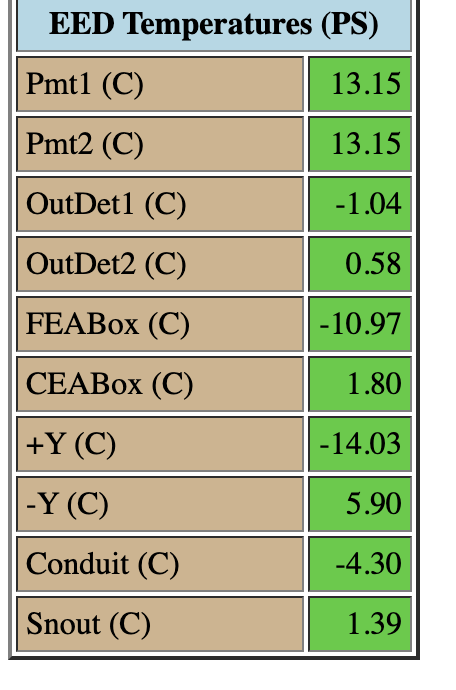 EED Temperatures (PS)
Pmt1 (C) 13.15
Pmt2 (C) 13.15
OutDet1 (C) -1.04
OutDet2 (C) 0.58
FEABox (C) -10.97
CEABox (C) 1.80
+Y (C) -14.03
-Y (C) 5.90
Conduit (C) -4.30
Snout (C) 1.39